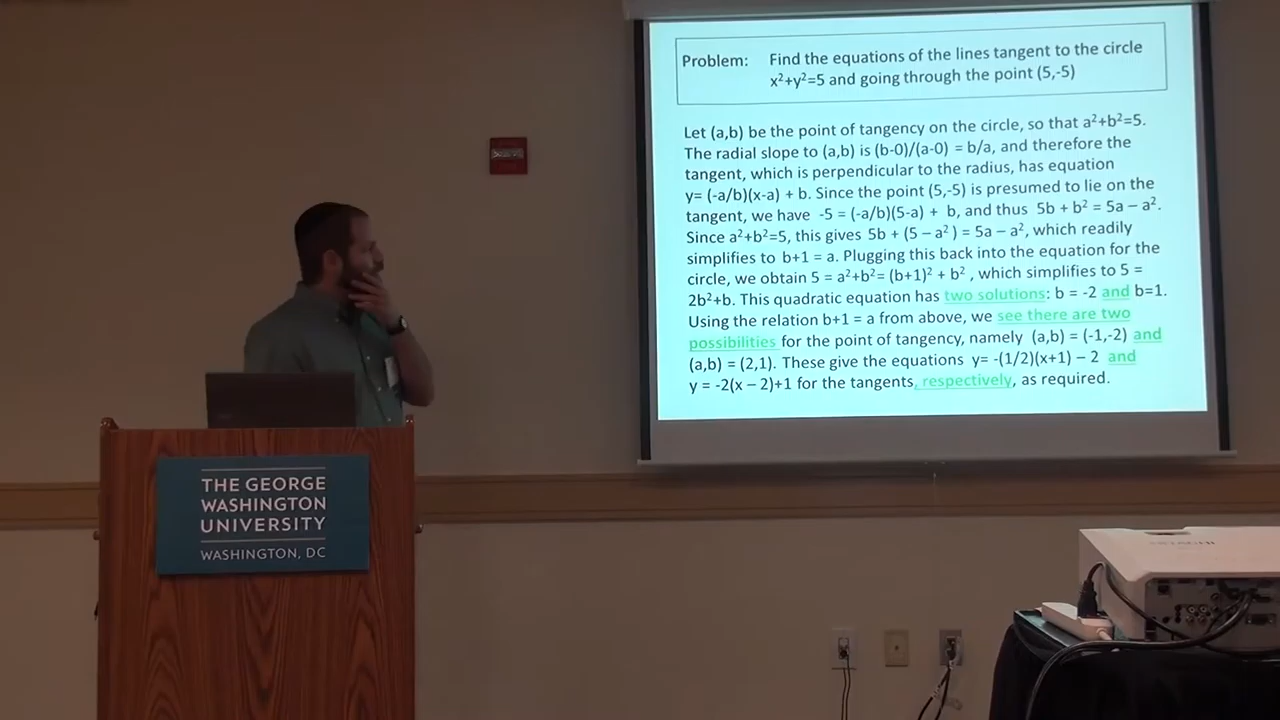 Problem: Find the equations of the lines tangent to the circle
x²+y²=5 and going through the point (5,-5)
Let (a,b) be the point of tangency on the circle, so that a²+b²=5.
The radial slope to (a,b) is (b-0)/(a-0) = b/a, and therefore the
tangent, which is perpendicular to the radius, has equation
y= (-a/b)(x-a) + b. Since the point (5,-5) is presumed to lie on the
tangent, we have -5 = (-a/b)(5-a) + b, and thus 5b + b² = 5a – a².
Since a²+b²=5, this gives 5b + (5 – a² ) = 5a – a², which readily
simplifies to b+1 = a. Plugging this back into the equation for the
circle, we obtain 5 = a²+b²= (b+1)² + b² , which simplifies to 5 =
2b²+b. This quadratic equation has two solutions: b = -2 and b=1.
Using the relation b+1 = a from above, we see there are two
possibilities for the point of tangency, namely (a,b) = (-1,-2) and
(a,b) = (2,1). These give the equations y= -(1/2)(x+1) – 2 and
y = -2(x – 2)+1 for the tangents, respectively, as required.
THE GEORGE
WASHINGTON
UNIVERSITY
WASHINGTON, DC